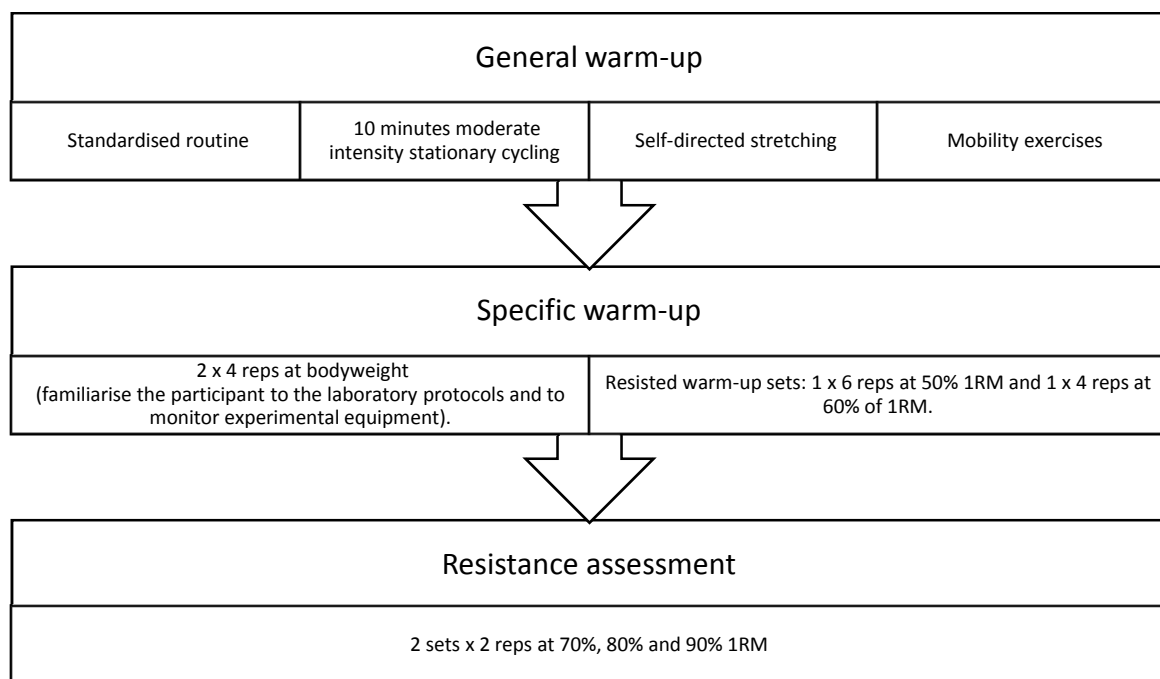 General warm-up
Standardised routine
10 minutes moderate
intensity stationary cycling
Self-directed stretching
Mobility exercises
Specific warm-up
2 x 4 reps at bodyweight
(familiarise the participant to the laboratory protocols and to
monitor experimental equipment).
Resisted warm-up sets: 1 x 6 reps at 50% 1RM and 1 x 4 reps at
60% of 1RM.
Resistance assessment
2 sets x 2 reps at 70%, 80% and 90% 1RM